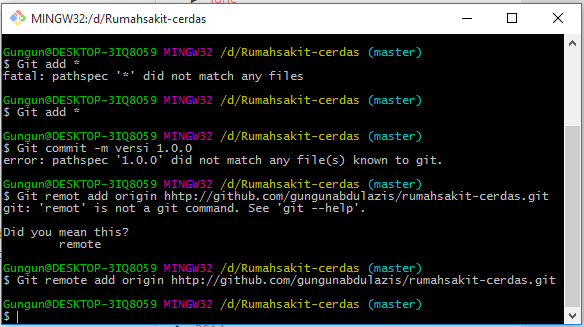 MINGW32:/d/Rumahsakit-cerdas
Gungun@DESKTOP-3IQ8059 MINGW32 /d/Rumahsakit-cerdas (master)
$ Git add *
fatal: pathspec '*' did not match any files
Gungun@DESKTOP-3IQ8059 MINGW32 /d/Rumahsakit-cerdas (master)
$ Git add *
Gungun@DESKTOP-3IQ8059 MINGW32 /d/Rumahsakit-cerdas (master)
$ Git commit -m versi 1.0.0
error: pathspec '1.0.0' did not match any file(s) known to git.
Gungun@DESKTOP-3IQ8059 MINGW32 /d/Rumahsakit-cerdas (master)
$ Git remot add origin hhtp://github.com/gungunabdulazis/rumahsakit-cerdas.git
git: 'remot' is not a git command. See 'git --help'.
Did you mean this?
remote
Gungun@DESKTOP-3IQ8059 MINGW32 /d/Rumahsakit-cerdas (master)
$ Git remote add origin hhtp://github.com/gungunabdulazis/rumahsakit-cerdas.git
Gungun@DESKTOP-3IQ8059 MINGW32 /d/Rumahsakit-cerdas (master)
$